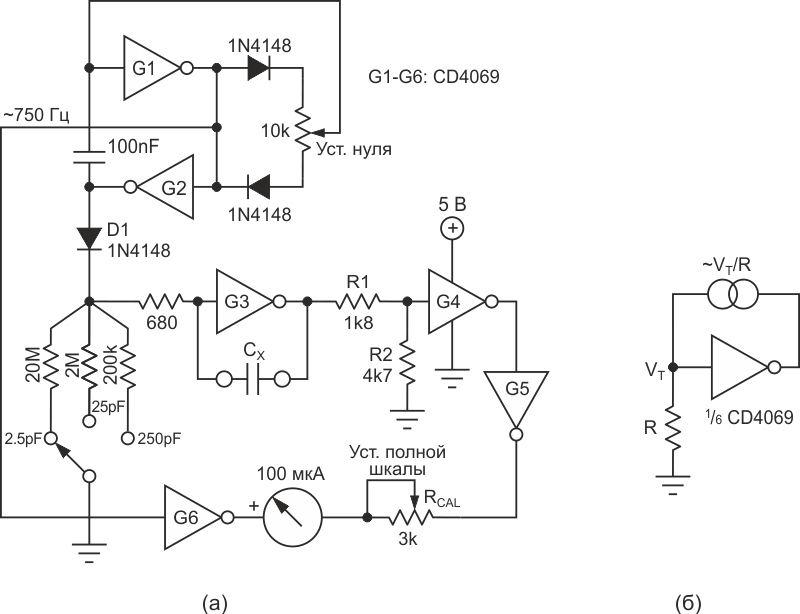 1N4148
G1
G1-G6: CD4069
~750 Гц
10k
Уст. нуля
100nF
G2
1N4148
5 В
D1
1N4148
~VT/R
G3
R1
G4
680
1k8
CX
R2
4k7
G5
VT
20M
2M
200k
25pF
2.5pF
250pF
R
1/6 CD4069
Уст. полной
шкалы
100 мкА
+
RCAL
G6
3k
(а)
(б)